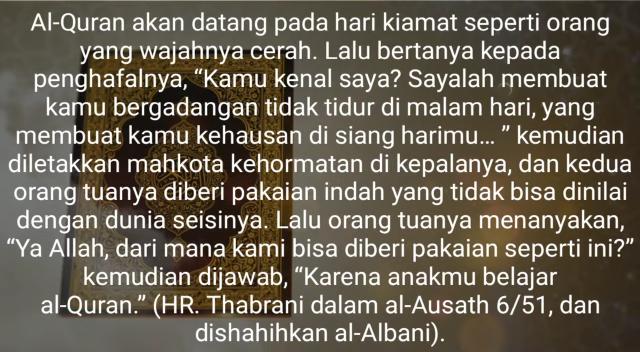 Al-Quran akan datang pada hari kiamat seperti orang
yang wajahnya cerah. Lalu bertanya kepada
penghafalnya, “Kamu kenal saya? Sayalah membuat
kamu bergadangan tidak tidur di malam hari, yang
membuat kamu kehausan di siang harimu… ” kemudian
diletakkan mahkota kehormatan di kepalanya, dan kedua
orang tuanya diberi pakaian indah yang tidak bisa dinilai
dengan dunia seisinya. Lalu orang tuanya menanyakan,
“Ya Allah, dari mana kami bisa diberi pakaian seperti ini?”
kemudian dijawab, “Karena anakmu belajar
al-Quran.” (HR. Thabrani dalam al-Ausath 6/51, dan
dishahihkan al-Albani).